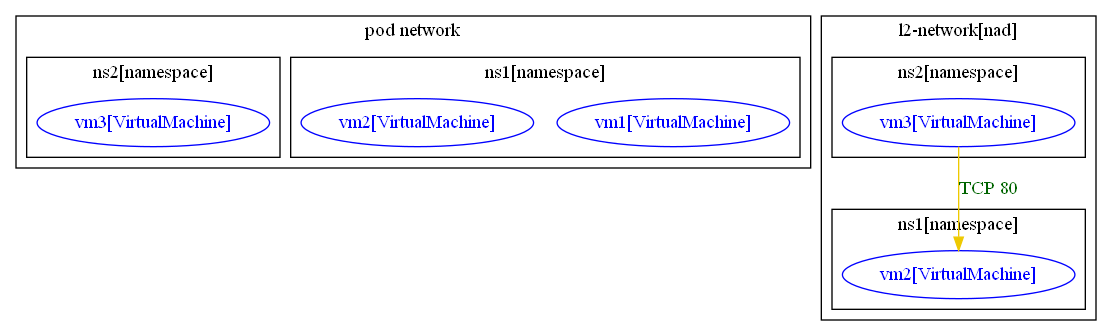 pod network
ns2[namespace]
vm3[VirtualMachine]
ns1[namespace]
vm2[VirtualMachine]
vm1[VirtualMachine]
l2-network[nad]
ns2[namespace]
vm3[VirtualMachine]
TCP 80
ns1[namespace]
vm2[VirtualMachine]